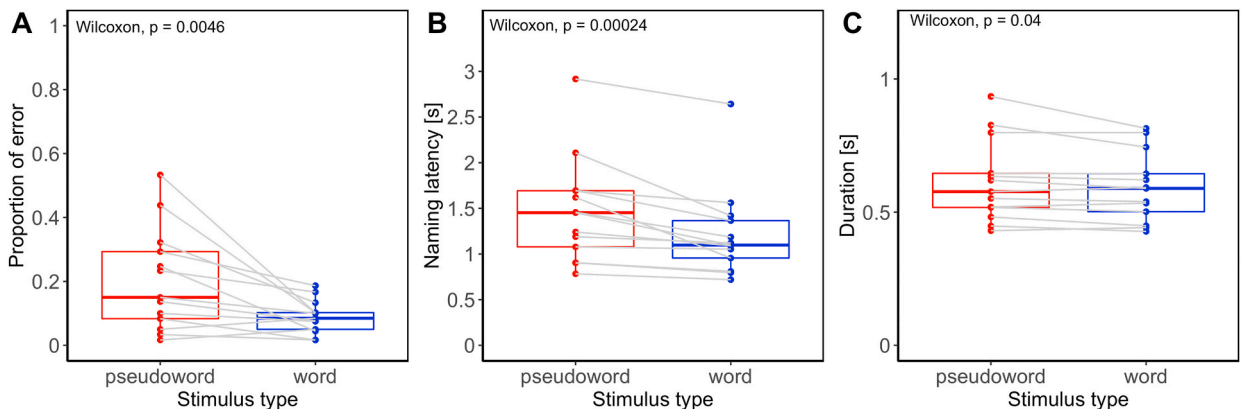 A
Wilcoxon, p = 0.0046
Proportion of error
1
0.8
0.6
0.4
0.2
0
pseudoword word
Stimulus type
B
Wilcoxon, p = 0.00024
Naming latency [s]
3
2.5
2
1.5
1
0.5
0
pseudoword word
Stimulus type
C
Wilcoxon, p = 0.04
Duration [s]
1
0.5
0
pseudoword word
Stimulus type